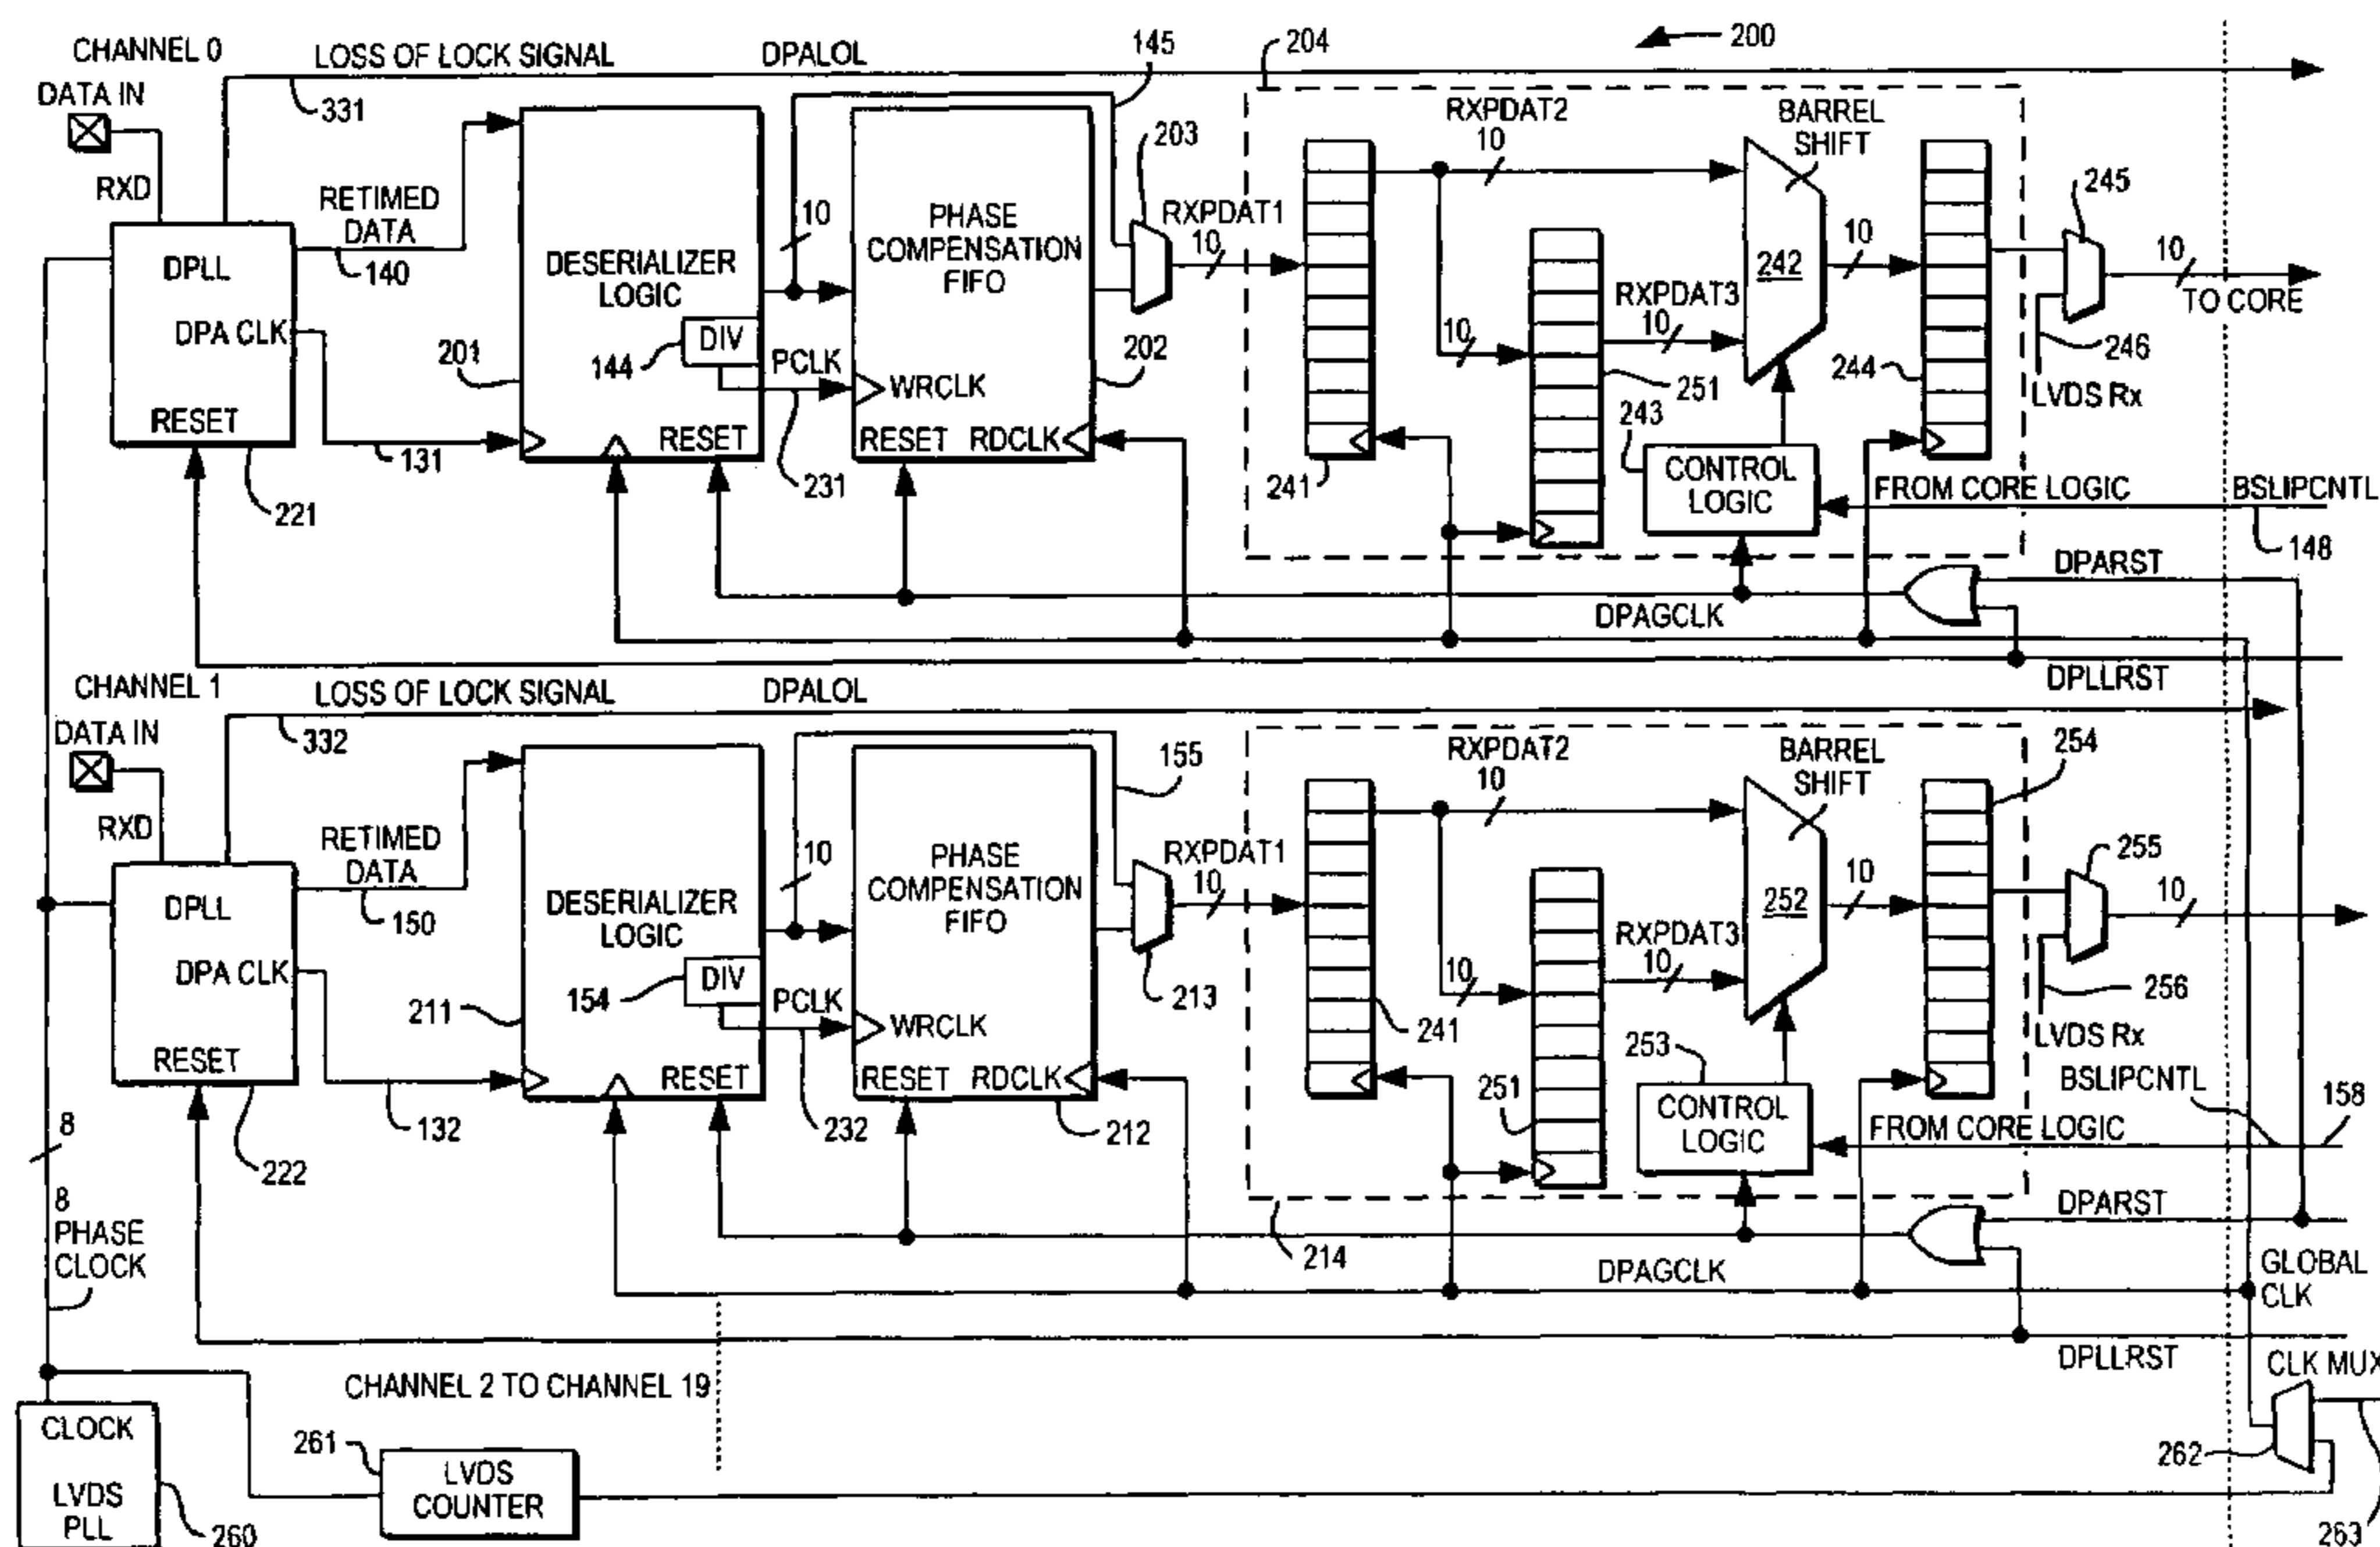 CHANNEL 0
LOSS OF LOCK SIGNAL
DPALOL
145
204
200
DATA IN
331
RXD
RETIMED
DATA
140
DPLL
DPA CLK
RESET
221
131
201
DESERIALIZER
LOGIC
144
DIV
PCLK
RESET
231
10
PHASE
COMPENSATION
FIFO
WRCLK
RESET
RDCLK
202
203
RXPDAT1
10
RXPDAT2
10
BARREL
SHIFT
242
10
10
RXPDAT3
10
251
241
243
CONTROL
LOGIC
244
245
10
TO CORE
246
LVDS Rx
FROM CORE LOGIC
BSLIPCNTL
148
DPARST
DPAGCLK
DPLLRST
CHANNEL 1
LOSS OF LOCK SIGNAL
DPALOL
332
DATA IN
RXD
RETIMED
DATA
150
DPLL
DPA CLK
RESET
222
132
211
DESERIALIZER
LOGIC
154
DIV
PCLK
RESET
232
10
155
PHASE
COMPENSATION
FIFO
WRCLK
RESET
RDCLK
212
213
RXPDAT1
10
RXPDAT2
10
BARREL
SHIFT
252
10
10
RXPDAT3
10
241
251
253
CONTROL
LOGIC
254
255
10
256
LVDS Rx
BSLIPCNTL
158
FROM CORE LOGIC
DPARST
214
DPAGCLK
GLOBAL
CLK
DPLLRST
CLK MUX
8
8
PHASE
CLOCK
CHANNEL 2 TO CHANNEL 19
CLOCK
LVDS
PLL
260
261
LVDS
COUNTER
262
263